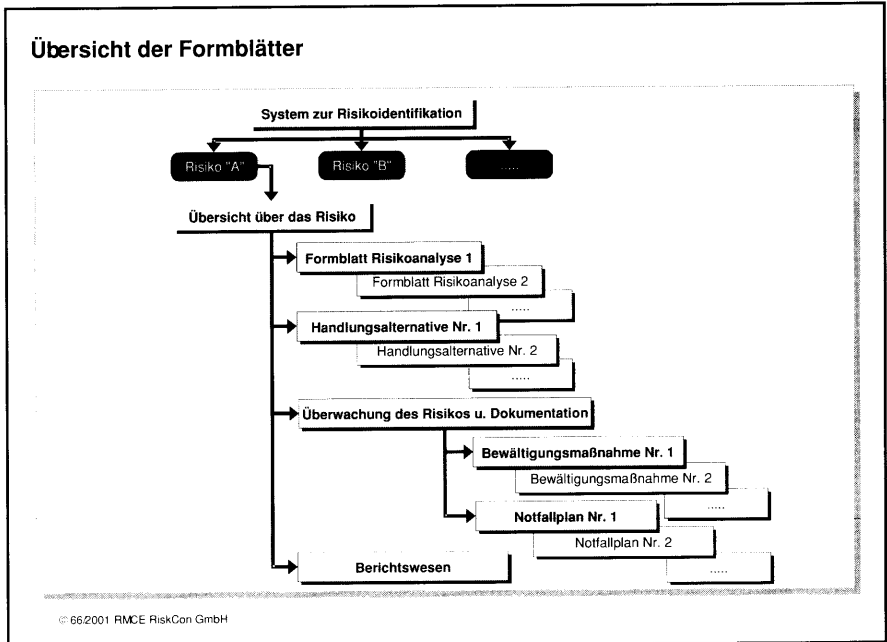 Übersicht der Formblätter
System zur Risikoidentifikation
Risiko "A"
Risiko "B"
.....
Übersicht über das Risiko
Formblatt Risikoanalyse 1
Formblatt Risikoanalyse 2
.....
Handlungsalternative Nr. 1
Handlungsalternative Nr. 2
.....
Überwachung des Risikos u. Dokumentation
Bewältigungsmaßnahme Nr. 1
Bewältigungsmaßnahme Nr. 2
.....
Notfallplan Nr. 1
Notfallplan Nr. 2
.....
Berichtswesen
© 66/2001 RMCE RiskCon GmbH